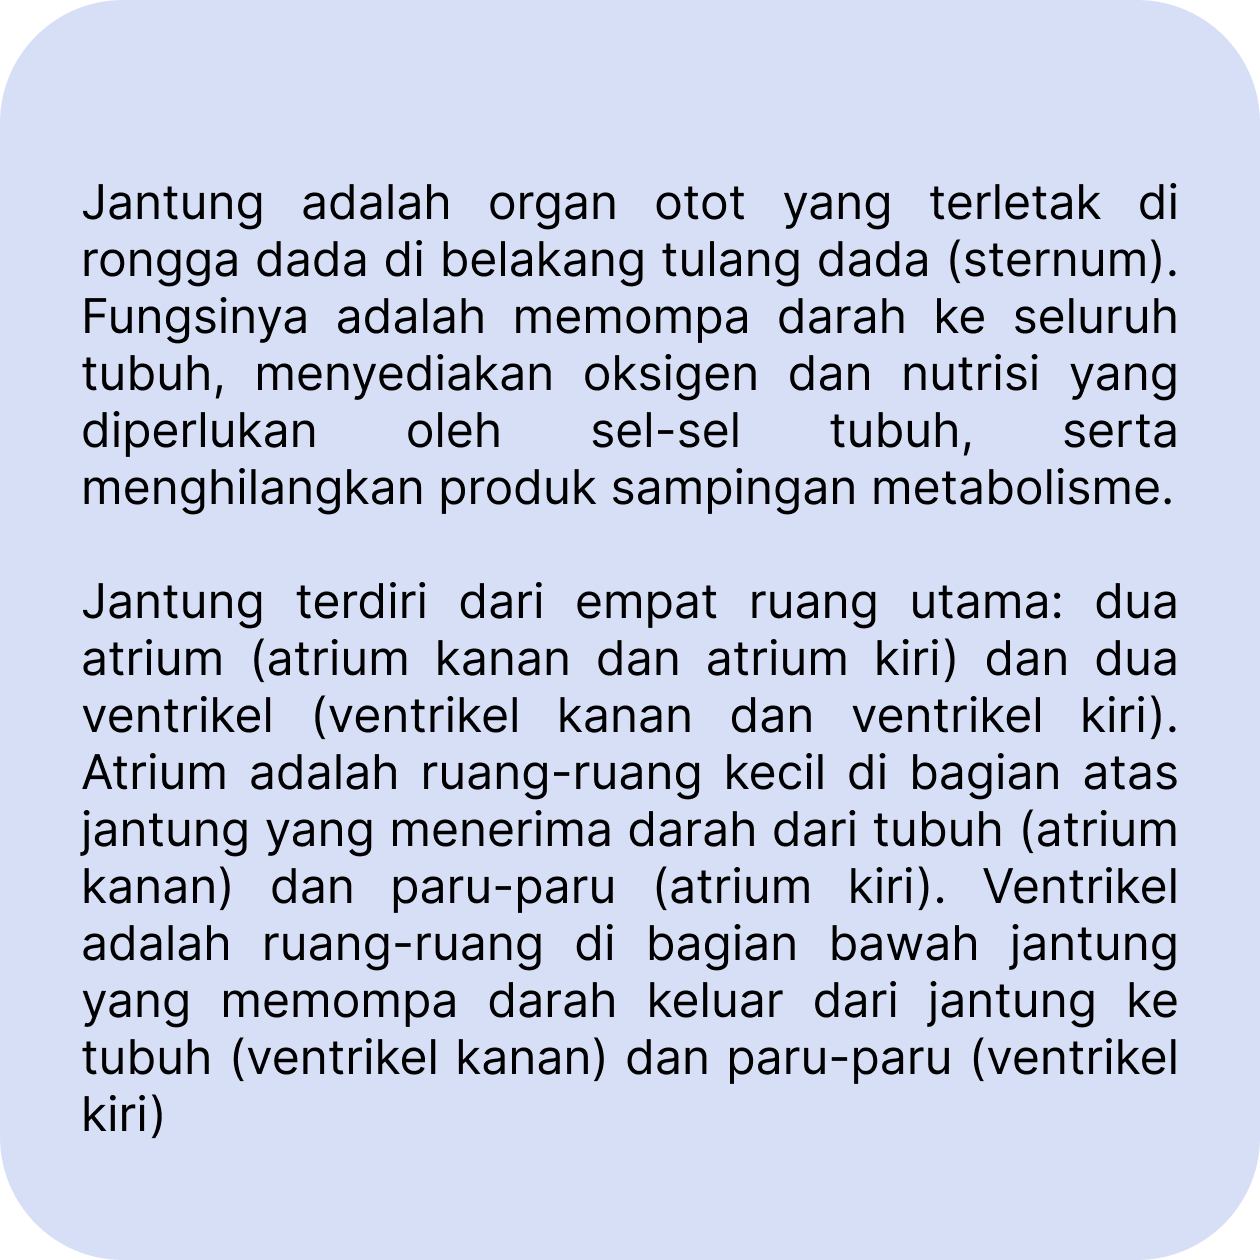 Jantung adalah organ otot yang terletak di
rongga dada di belakang tulang dada (sternum).
Fungsinya adalah memompa darah ke seluruh
tubuh, menyediakan oksigen dan nutrisi yang
diperlukan oleh sel-sel tubuh, serta
menghilangkan produk sampingan metabolisme.
Jantung terdiri dari empat ruang utama: dua
atrium (atrium kanan dan atrium kiri) dan dua
ventrikel (ventrikel kanan dan ventrikel kiri).
Atrium adalah ruang-ruang kecil di bagian atas
jantung yang menerima darah dari tubuh (atrium
kanan) dan paru-paru (atrium kiri). Ventrikel
adalah ruang-ruang di bagian bawah jantung
yang memompa darah keluar dari jantung ke
tubuh (ventrikel kanan) dan paru-paru (ventrikel
kiri)